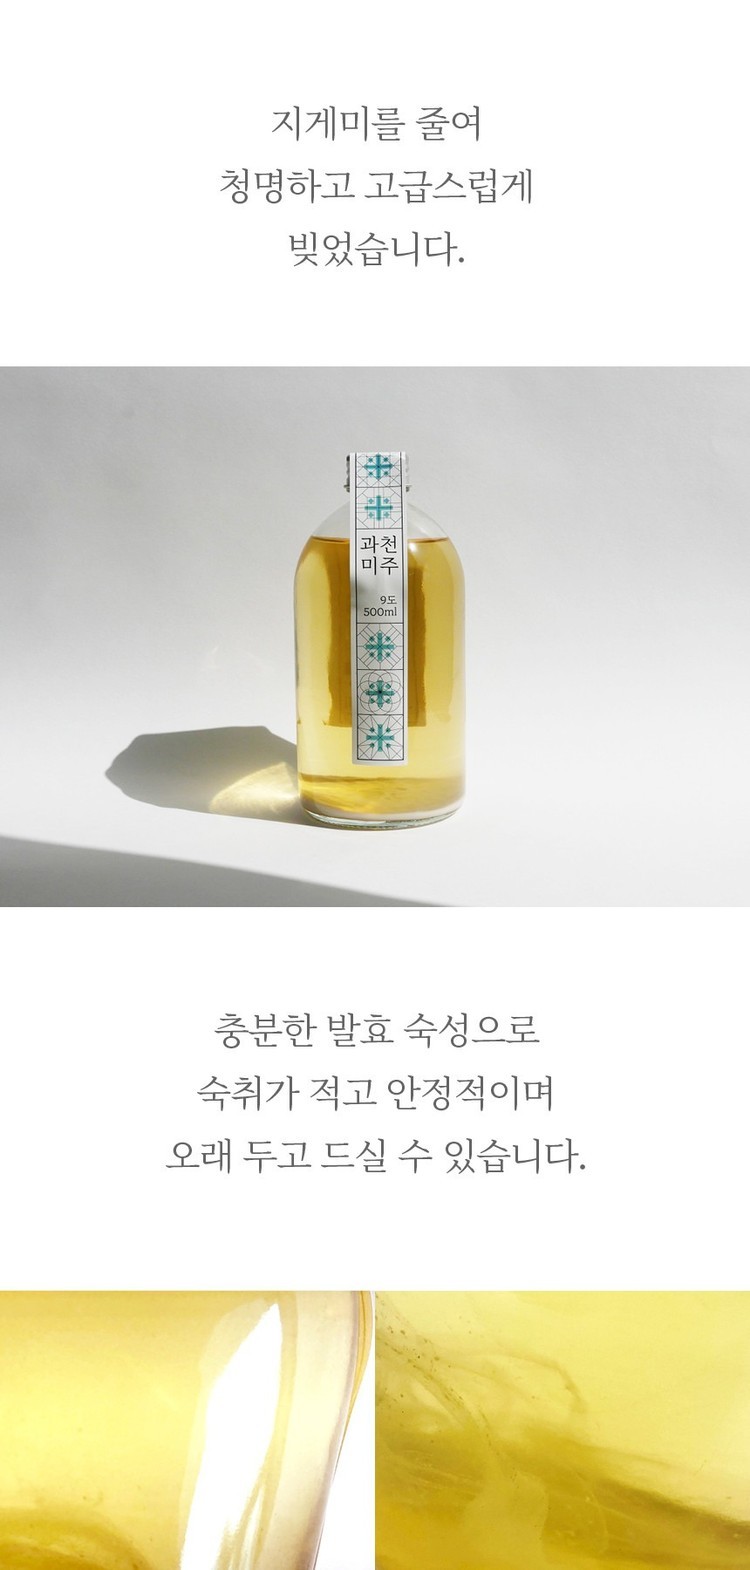 지게미를 줄여
청명하고 고급스럽게
빚었습니다.
과천
미주
9도
500ml
충분한 발효 숙성으로
숙취가 적고 안정적이며
오래 두고 드실 수 있습니다.